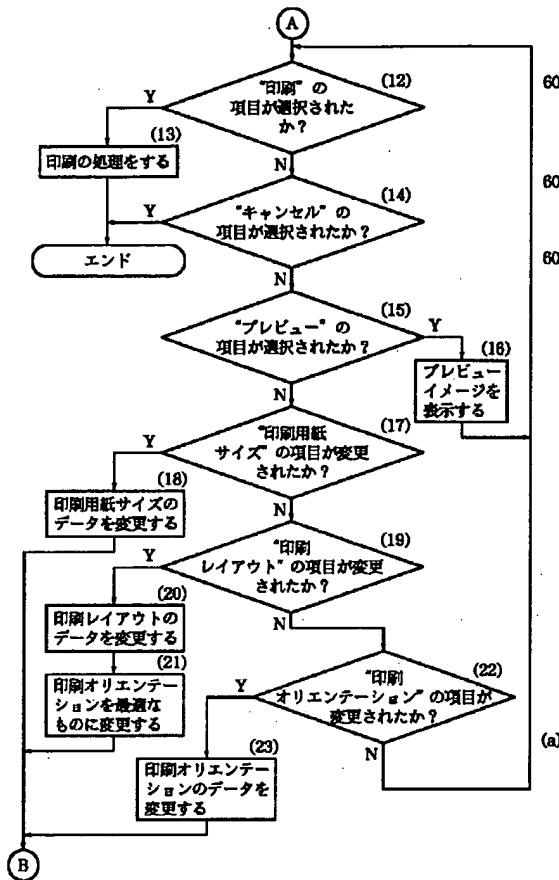 A
(12)
"印刷"の
項目が選択された
か?
Y
N
(13)
印刷の処理をする
(14)
"キャンセル"の
項目が選択されたか?
Y
N
エンド
(15)
"プレビュー"の
項目が選択されたか?
Y
N
(16)
プレビュー
イメージを
表示する
(17)
"印刷用紙
サイズ"の項目が変更
されたか?
Y
N
(18)
印刷用紙サイズの
データを変更する
(19)
"印刷
レイアウト"の項目が変更
されたか?
Y
N
(20)
印刷レイアウトの
データを変更する
(21)
印刷オリエンテー
ションを最適な
ものに変更する
(22)
"印刷
オリエンテーション"の項目が
変更されたか?
Y
N
(23)
印刷オリエンテー
ションのデータを
変更する
B
60
60
60
(a)